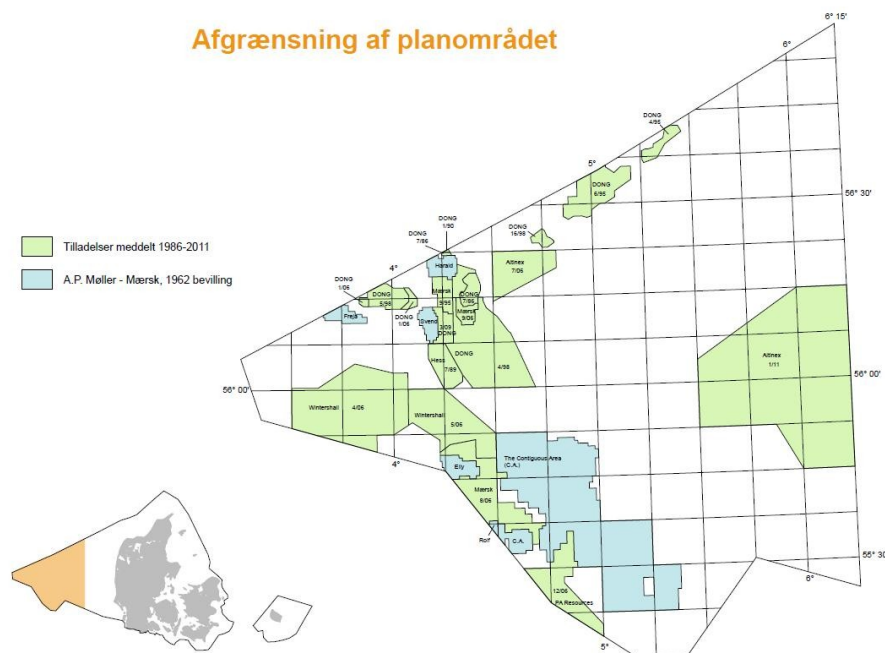 Afgrænsning af planområdet
6° 15'
6°
DONG
4/95
5°
DONG
6/95
56° 30'
DONG
1/90
DONG
7/86
DONG
16/98
4°
Harald
Altinex
7/06
Tilladelser meddelt 1986-2011
A.P. Møller - Mærsk, 1962 bevilling
DONG
1/06
DONG
5/98
Mærsk
9/95
DONG
7/86
Mærsk
9/06
Freja
DONG
1/06
Svend
3/09
DONG
Hess
7/89
DONG
4/98
Altinex
1/11
56° 00'
56° 00'
Wintershall
4/06
Wintershall
5/06
4°
Elly
The Contiguous Area
(C.A.)
Mærsk
8/06
Rolf
C.A.
55° 30'
12/06
PA Resources
6°
5°